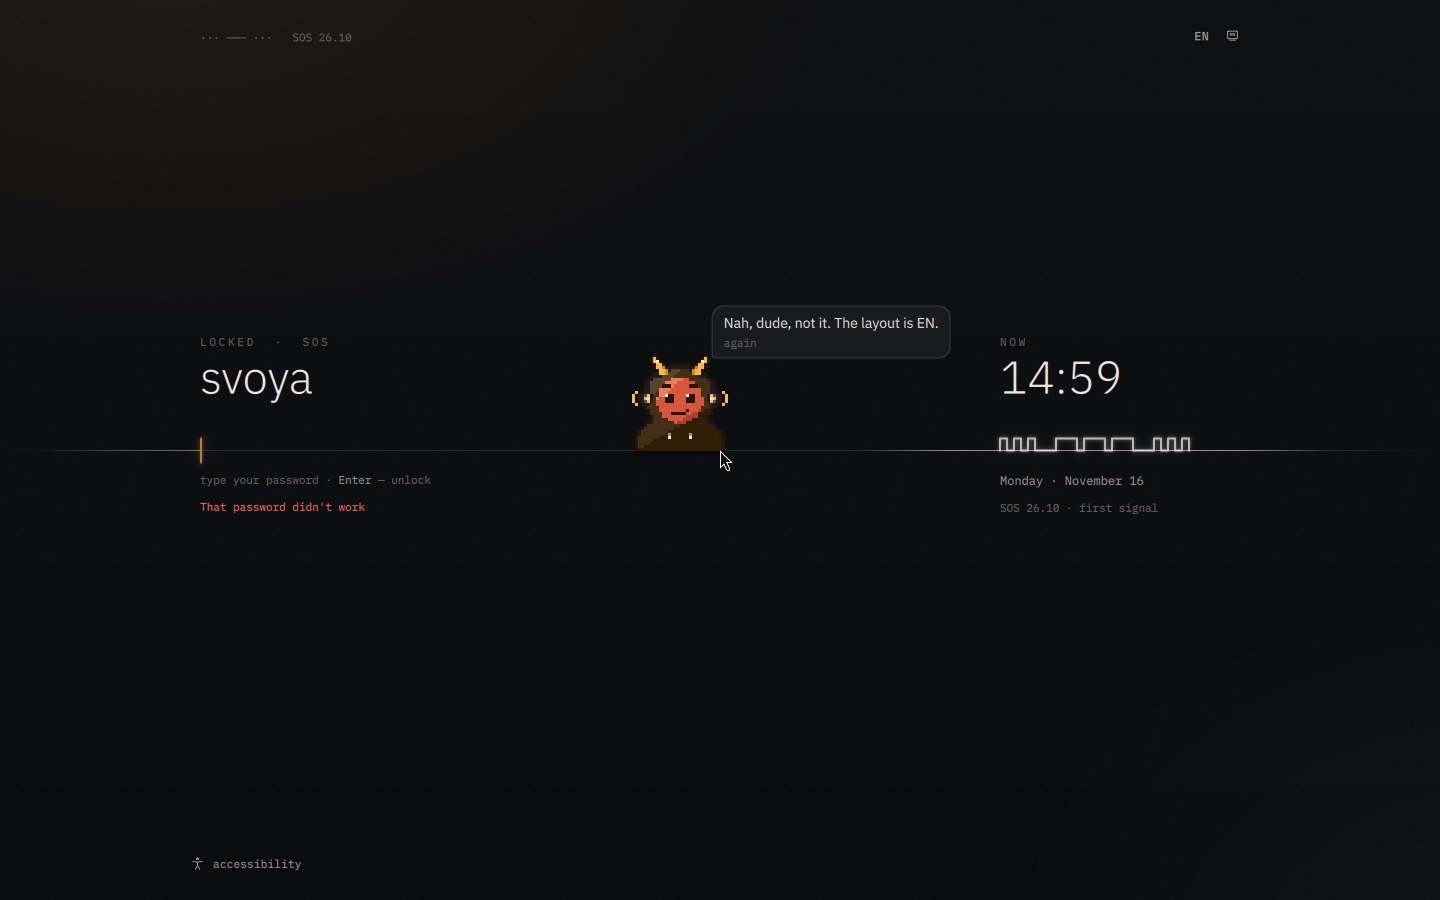 ··· —— ··· SOS 26.10
EN
Nah, dude, not it. The layout is EN.
again
LOCKED · SOS
svoya
NOW
14:59
type your password · Enter — unlock
That password didn't work
Monday · November 16
SOS 26.10 · first signal
accessibility